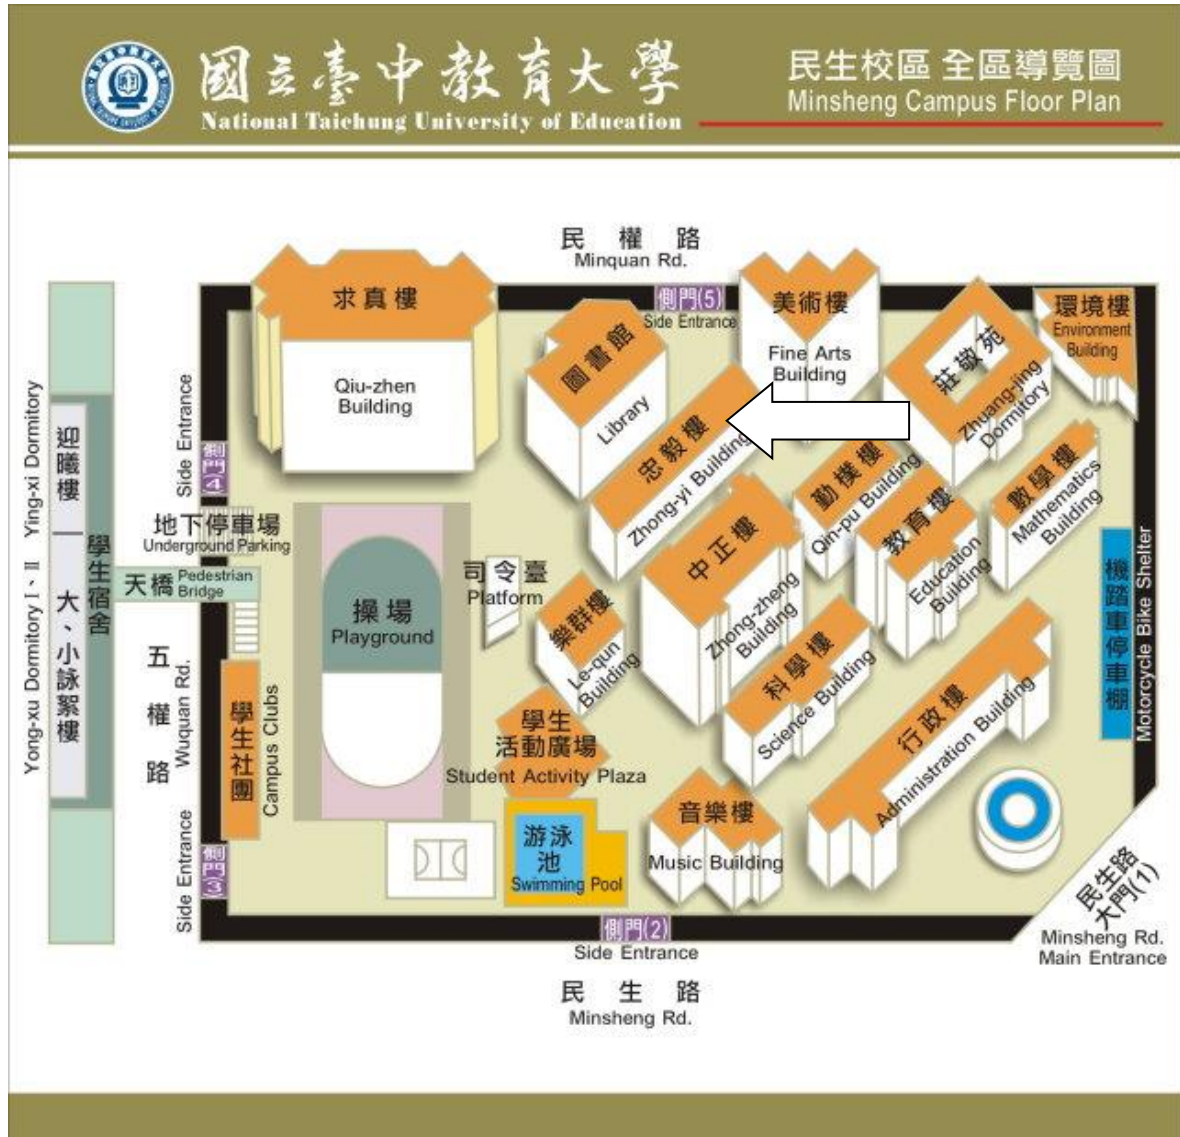 國立臺中教育大學
National Taichung University of Education
民生校區 全區導覽圖
Minsheng Campus Floor Plan
民權路
Minquan Rd.
側門(5)
Side Entrance
求真樓
Qiu-zhen
Building
圖書館
Library
美術樓
Fine Arts
Building
莊敬苑
Zhuang-jing
Dormitory
環境樓
Environment
Building
忠毅樓
Zhong-yi Building
勤樸樓
Qin-pu Building
教育樓
Education
Building
數學樓
Mathematics
Building
中正樓
Zhong-zheng
Building
Side Entrance
側門(4)
地下停車場
Underground Parking
天橋
Pedestrian
Bridge
Ying-xi Dormitory
迎曦樓
Yong-xu Dormitory I、II
大、小詠絮樓
學生宿舍
五權路
Wuquan Rd.
操場
Playground
司令臺
Platform
樂群樓
Le-qun
Building
科學樓
Science Building
行政樓
Administration Building
機踏車停車棚
Motorcycle Bike Shelter
學生社團
Campus Clubs
學生
活動廣場
Student Activity Plaza
游泳
池
Swimming Pool
音樂樓
Music Building
Side Entrance
側門(3)
側門(2)
Side Entrance
民生路
大門(1)
Minsheng Rd.
Main Entrance
民生路
Minsheng Rd.